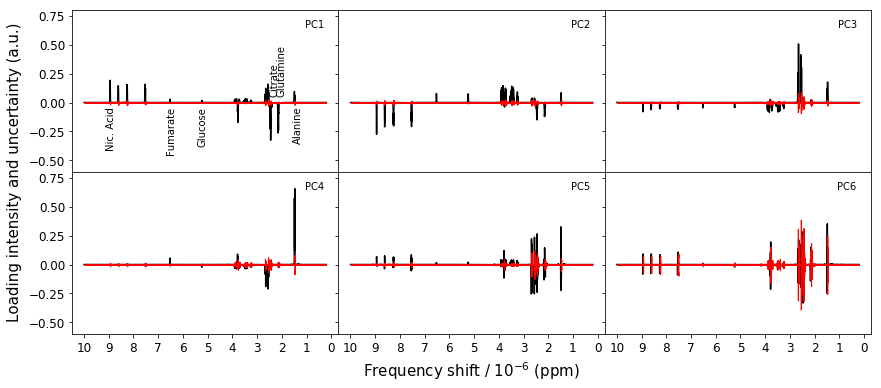 Loading intensity and uncertainty (a.u.)
0.75
0.50
0.25
0.00
−0.25
−0.50
PC1
Nic. Acid
Fumarate
Glucose
Citrate
Glutamine
Alanine
PC2
PC3
0.75
0.50
0.25
0.00
−0.25
−0.50
PC4
PC5
PC6
10 9 8 7 6 5 4 3 2 1 0
10 9 8 7 6 5 4 3 2 1 0
10 9 8 7 6 5 4 3 2 1 0
Frequency shift / 10⁻⁶ (ppm)